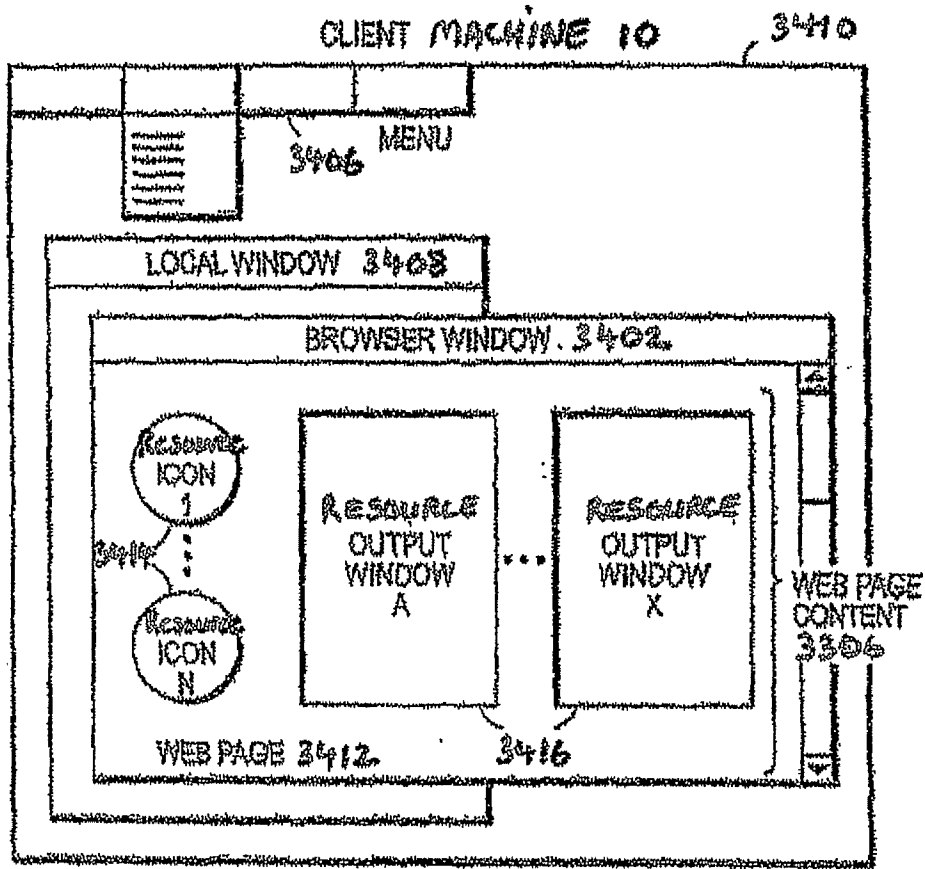 CLIENT MACHINE 10
3410
3406
MENU
LOCAL WINDOW 3408
BROWSER WINDOW . 3402
Resource
ICON
1
3414
Resource
ICON
N
RESOURCE
OUTPUT
WINDOW
A
...
RESOURCE
OUTPUT
WINDOW
X
WEB PAGE
CONTENT
3306
WEB PAGE 3412
3416